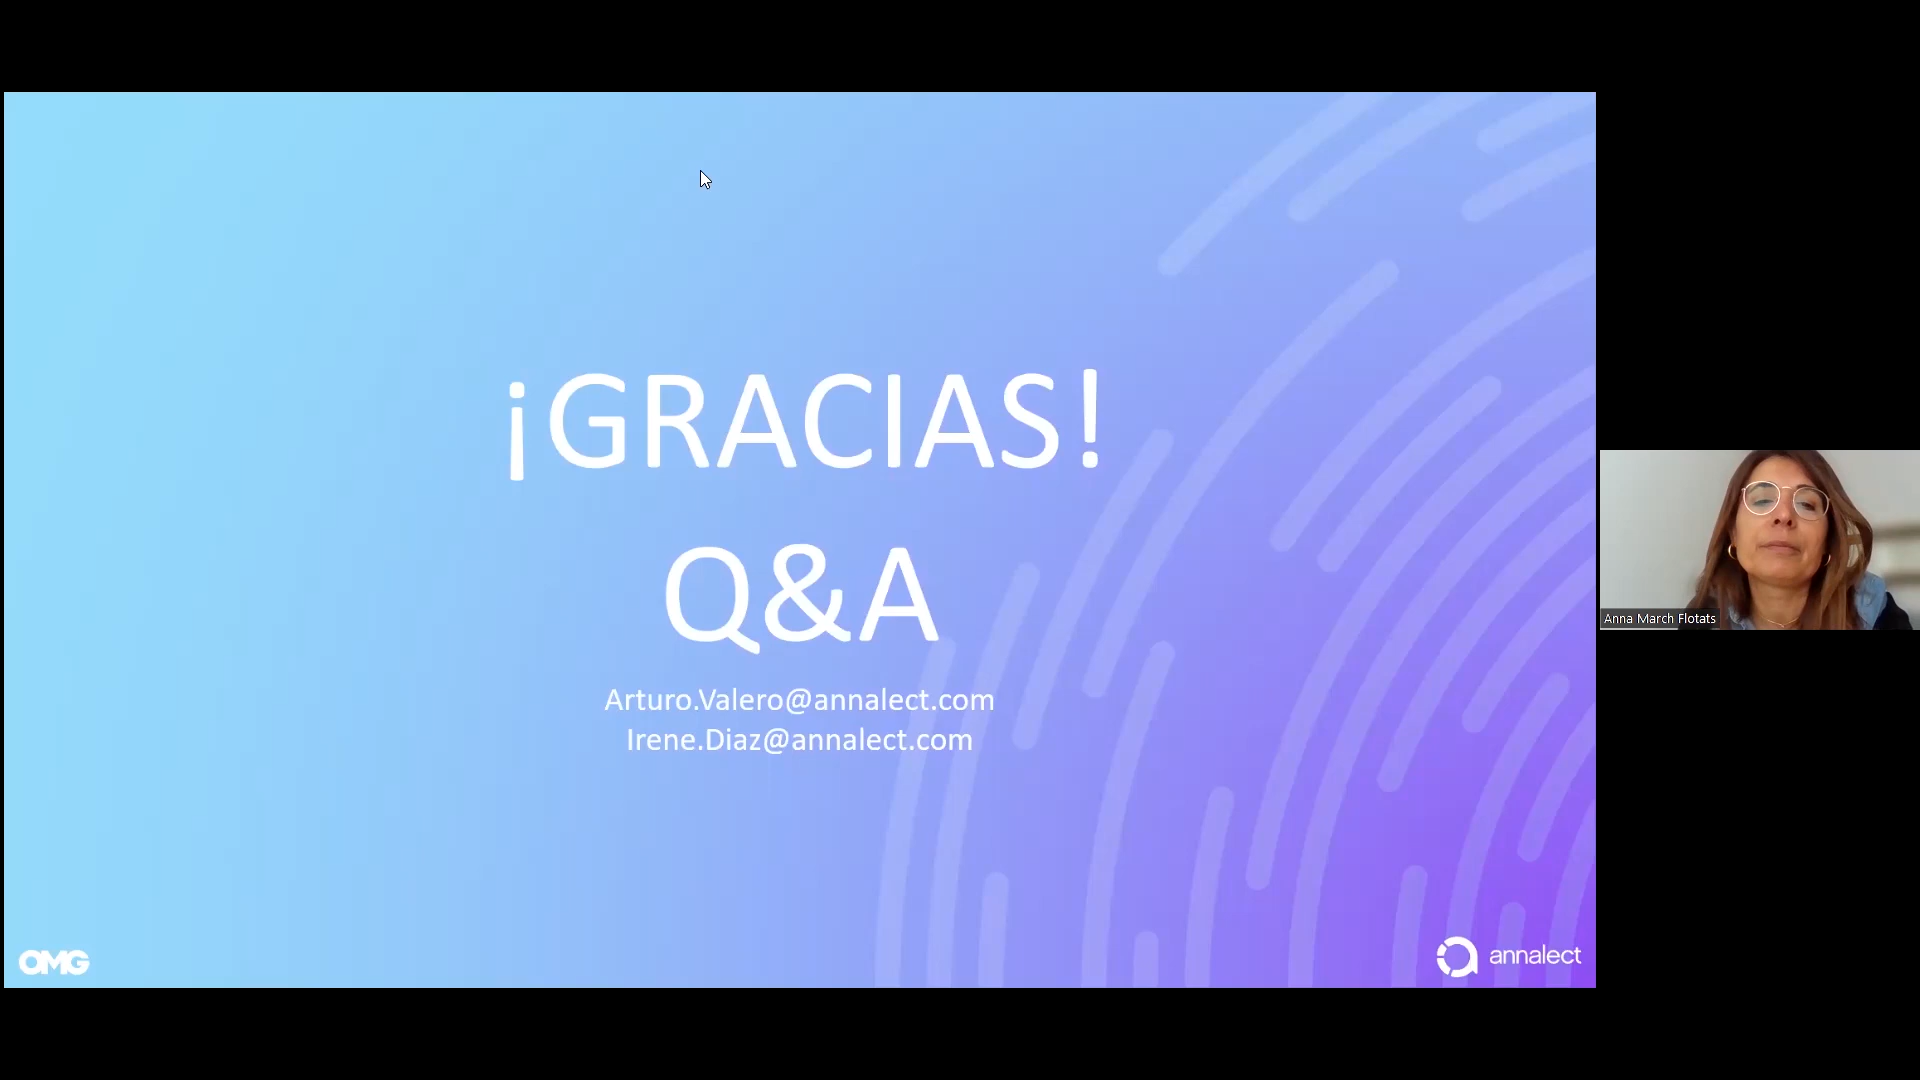 ¡GRACIAS!
Q&A
Arturo.Valero@annalect.com
Irene.Diaz@annalect.com
OMG
annalect
Anna March Flotats